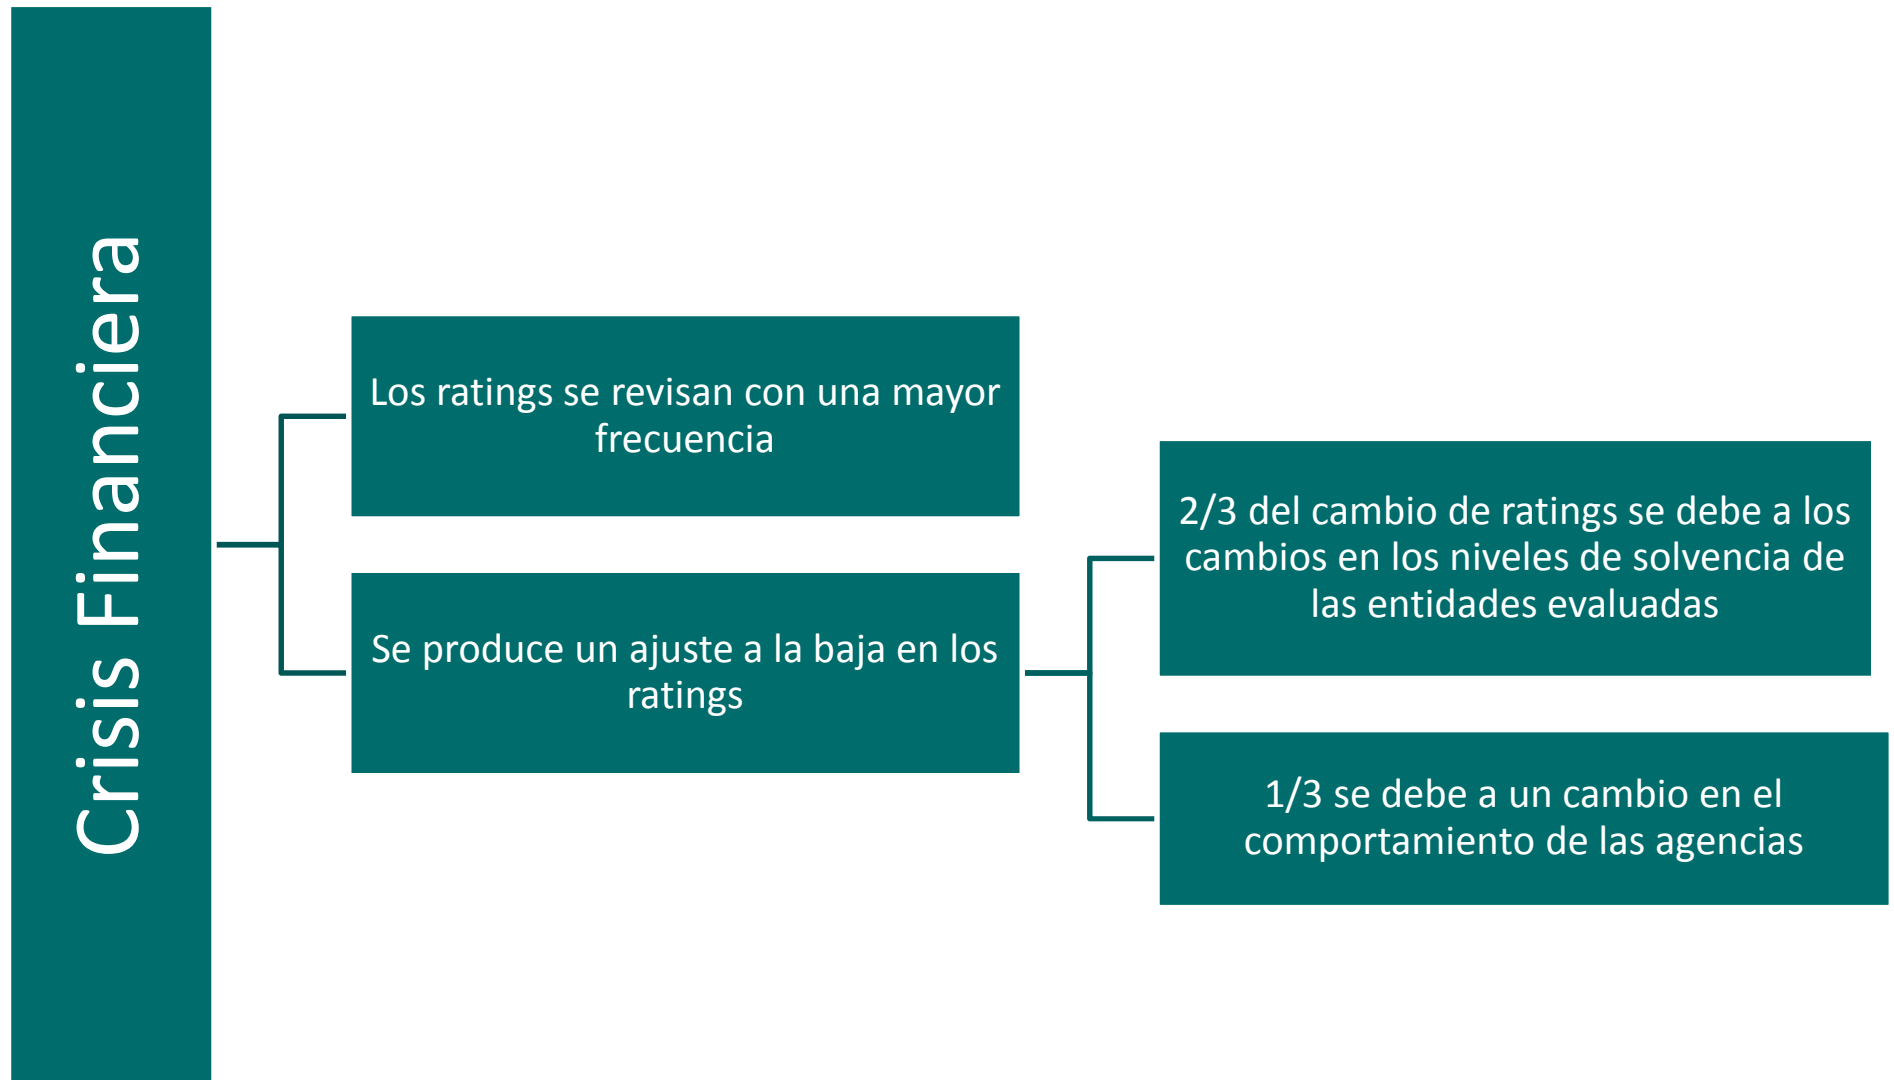 Crisis Financiera
Los ratings se revisan con una mayor
frecuencia
Se produce un ajuste a la baja en los
ratings
2/3 del cambio de ratings se debe a los
cambios en los niveles de solvencia de
las entidades evaluadas
1/3 se debe a un cambio en el
comportamiento de las agencias